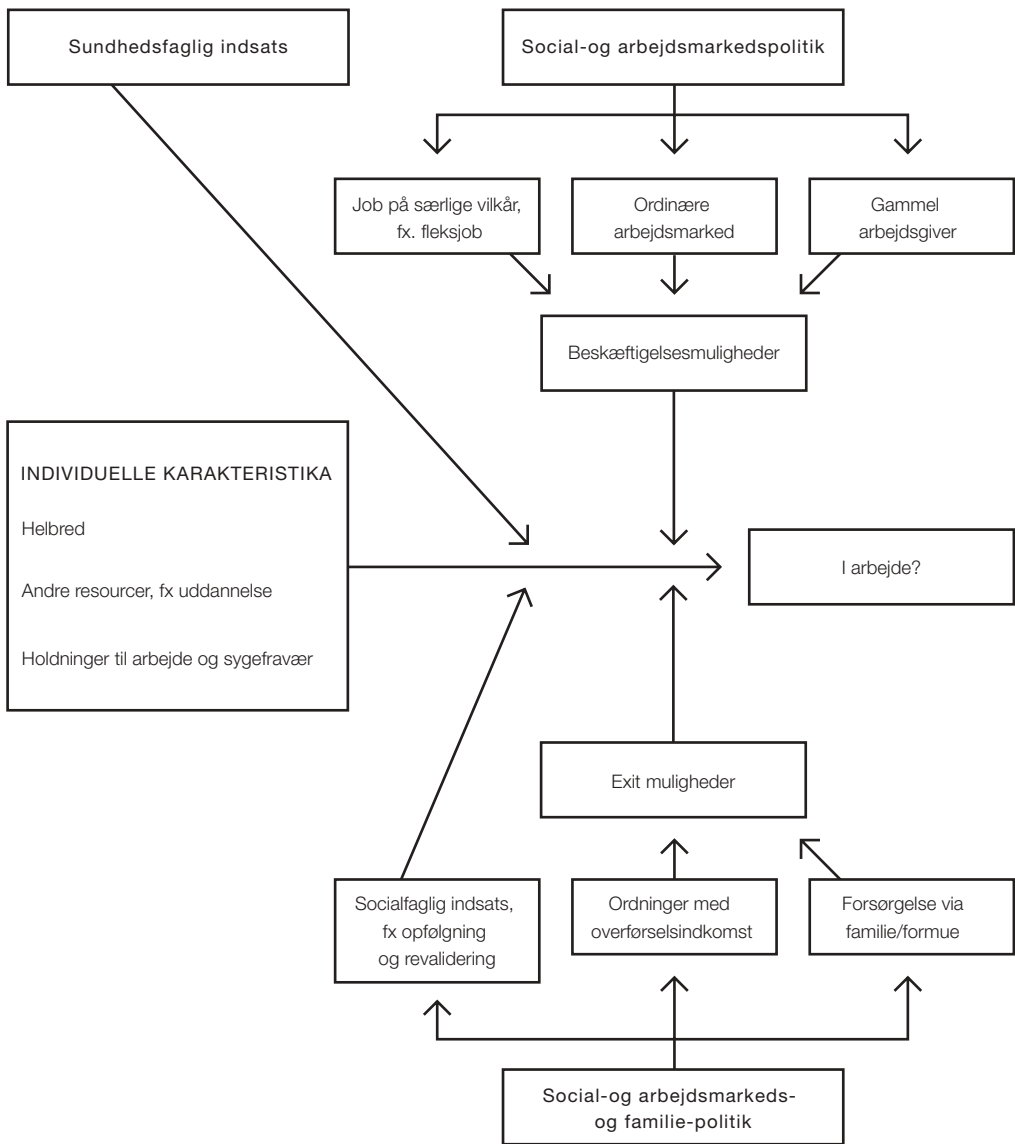 Sundhedsfaglig indsats
Social-og arbejdsmarkedspolitik
Job på særlige vilkår,
fx. fleksjob
Ordinære
arbejdsmarked
Gammel
arbejdsgiver
Beskæftigelsesmuligheder
INDIVIDUELLE KARAKTERISTIKA
Helbred
Andre resourcer, fx uddannelse
Holdninger til arbejde og sygefravær
I arbejde?
Exit muligheder
Socialfaglig indsats,
fx opfølgning
og revalidering
Ordninger med
overførselsindkomst
Forsørgelse via
familie/formue
Social-og arbejdsmarkeds-
og familie-politik